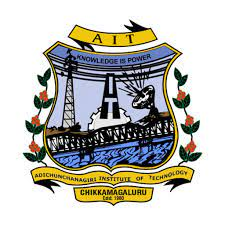 AIT
KNOWLEDGE IS POWER
ADICHUNCHANAGIRI INSTITUTE OF TECHNOLOGY
CHIKKAMAGALURU
Estd: 1980